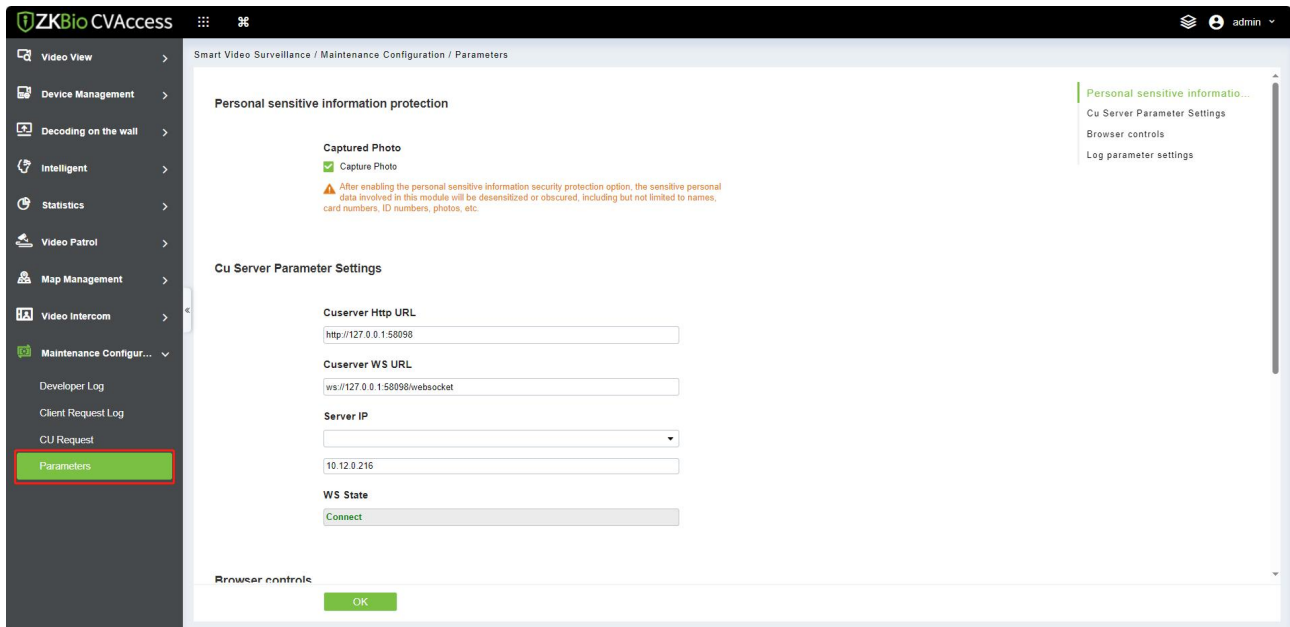 ZKBio CVAccess
admin
Video View
Device Management
Decoding on the wall
Intelligent
Statistics
Video Patrol
Map Management
Video Intercom
Maintenance Configur...
Developer Log
Client Request Log
CU Request
Parameters
Smart Video Surveillance / Maintenance Configuration / Parameters
Personal sensitive information protection
Captured Photo
Capture Photo
After enabling the personal sensitive information security protection option, the sensitive personal
data involved in this module will be desensitized or obscured, including but not limited to names,
card numbers, ID numbers, photos, etc.
Cu Server Parameter Settings
Cuserver Http URL
http://127.0.0.1:58098
Cuserver WS URL
ws://127.0.0.1:58098/websocket
Server IP
10.12.0.216
WS State
Connect
Browser controls
OK
Personal sensitive informatio...
Cu Server Parameter Settings
Browser controls
Log parameter settings